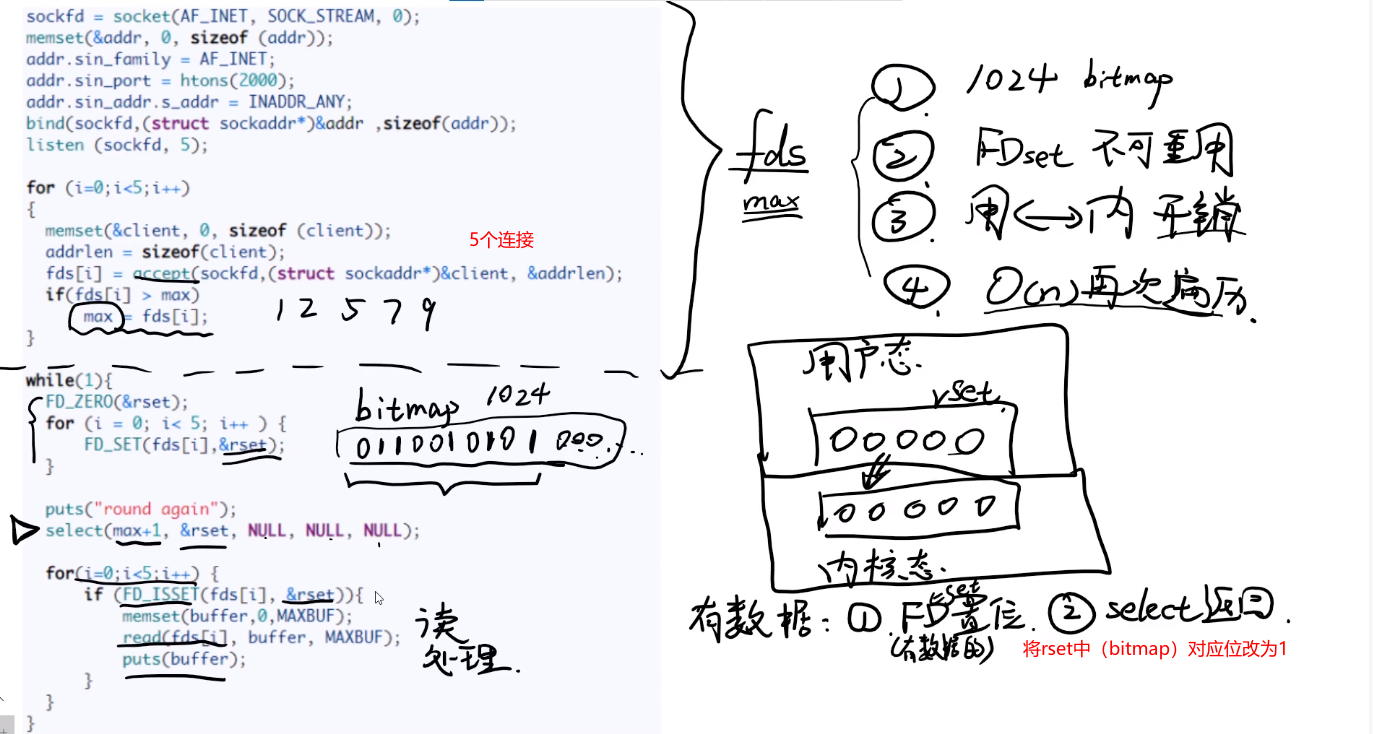 sockfd = socket(AF_INET, SOCK_STREAM, 0);
memset(&addr, 0, sizeof (addr));
addr.sin_family = AF_INET;
addr.sin_port = htons(2000);
addr.sin_addr.s_addr = INADDR_ANY;
bind(sockfd,(struct sockaddr*)&addr ,sizeof(addr));
listen (sockfd, 5);
for (i=0;i<5;i++)
{
memset(&client, 0, sizeof (client));
addrlen = sizeof(client);
fds[i] = accept(sockfd,(struct sockaddr*)&client, &addrlen);
if(fds[i] > max)
max = fds[i];
}
5个连接
1 2 5 7 9
while(1){
FD_ZERO(&rset);
for (i = 0; i< 5; i++ ) {
FD_SET(fds[i],&rset);
}
bitmap 1024
0110010101 000.....
puts("round again");
select(max+1, &rset, NULL, NULL, NULL);
for(i=0;i<5;i++) {
if (FD_ISSET(fds[i], &rset)){
memset(buffer,0,MAXBUF);
read(fds[i], buffer, MAXBUF);
puts(buffer);
}
}
}
读
处理.
fds
max
① 1024 bitmap
② FDset 不可重用
③ 用<->内 开销
④ O(n)再次遍历.
用户态.
rset.
00000
00000
内核态.
有数据: ①.FD置位. ② select返回.
set
(有数据的)
将rset中（bitmap）对应位改为1